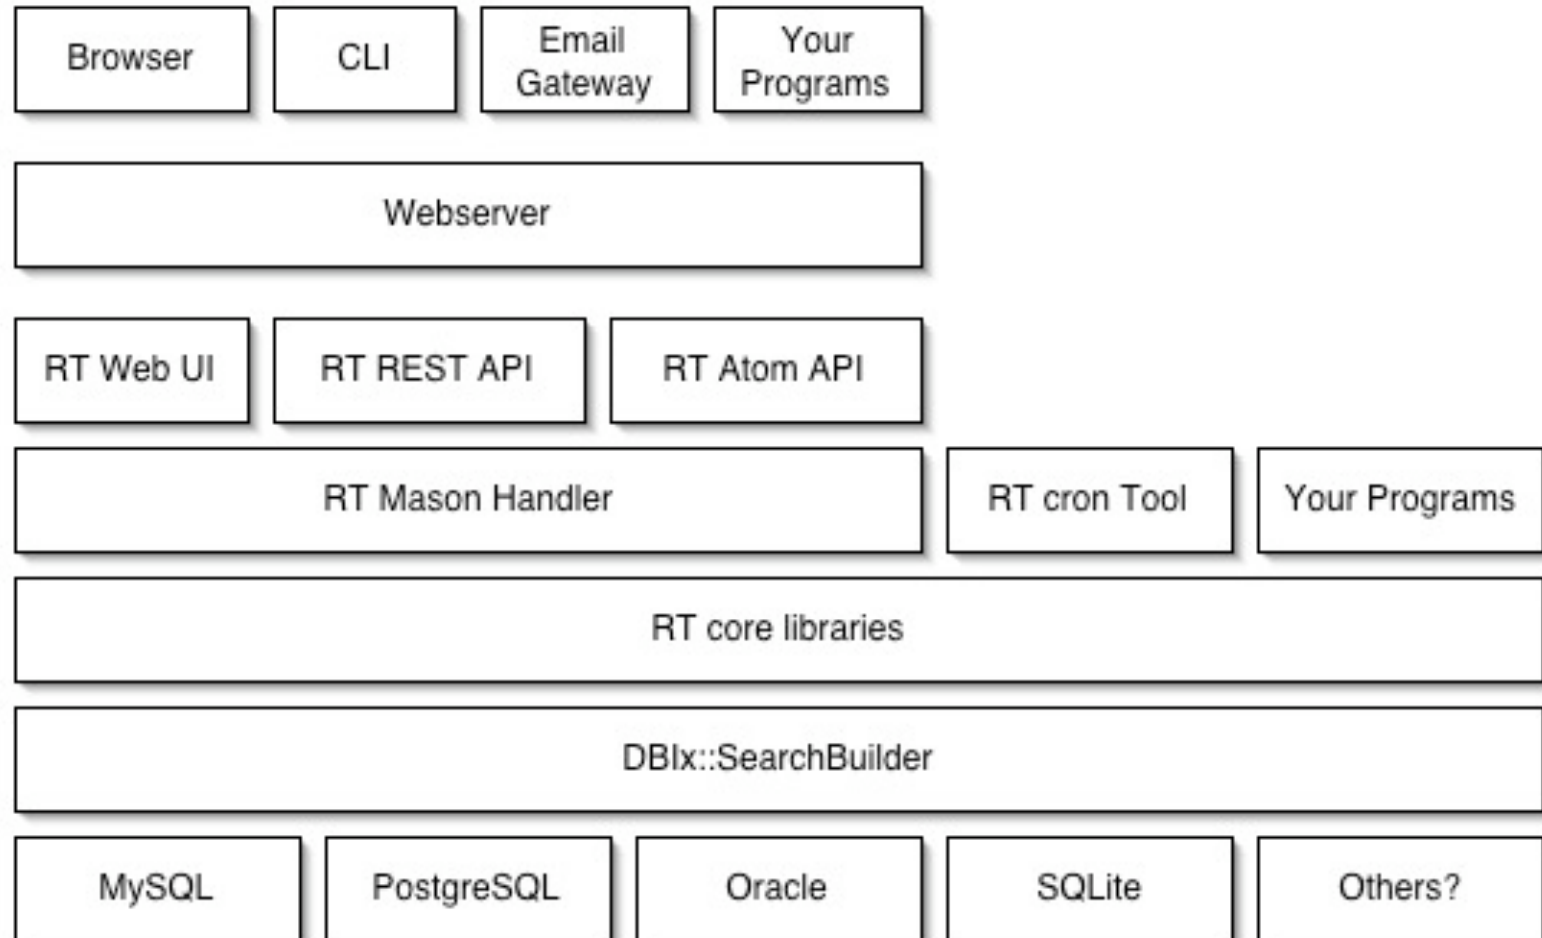 Browser
CLI
Email
Gateway
Your
Programs
Webserver
RT Web UI
RT REST API
RT Atom API
RT Mason Handler
RT cron Tool
Your Programs
RT core libraries
DBIx::SearchBuilder
MySQL
PostgreSQL
Oracle
SQLite
Others?